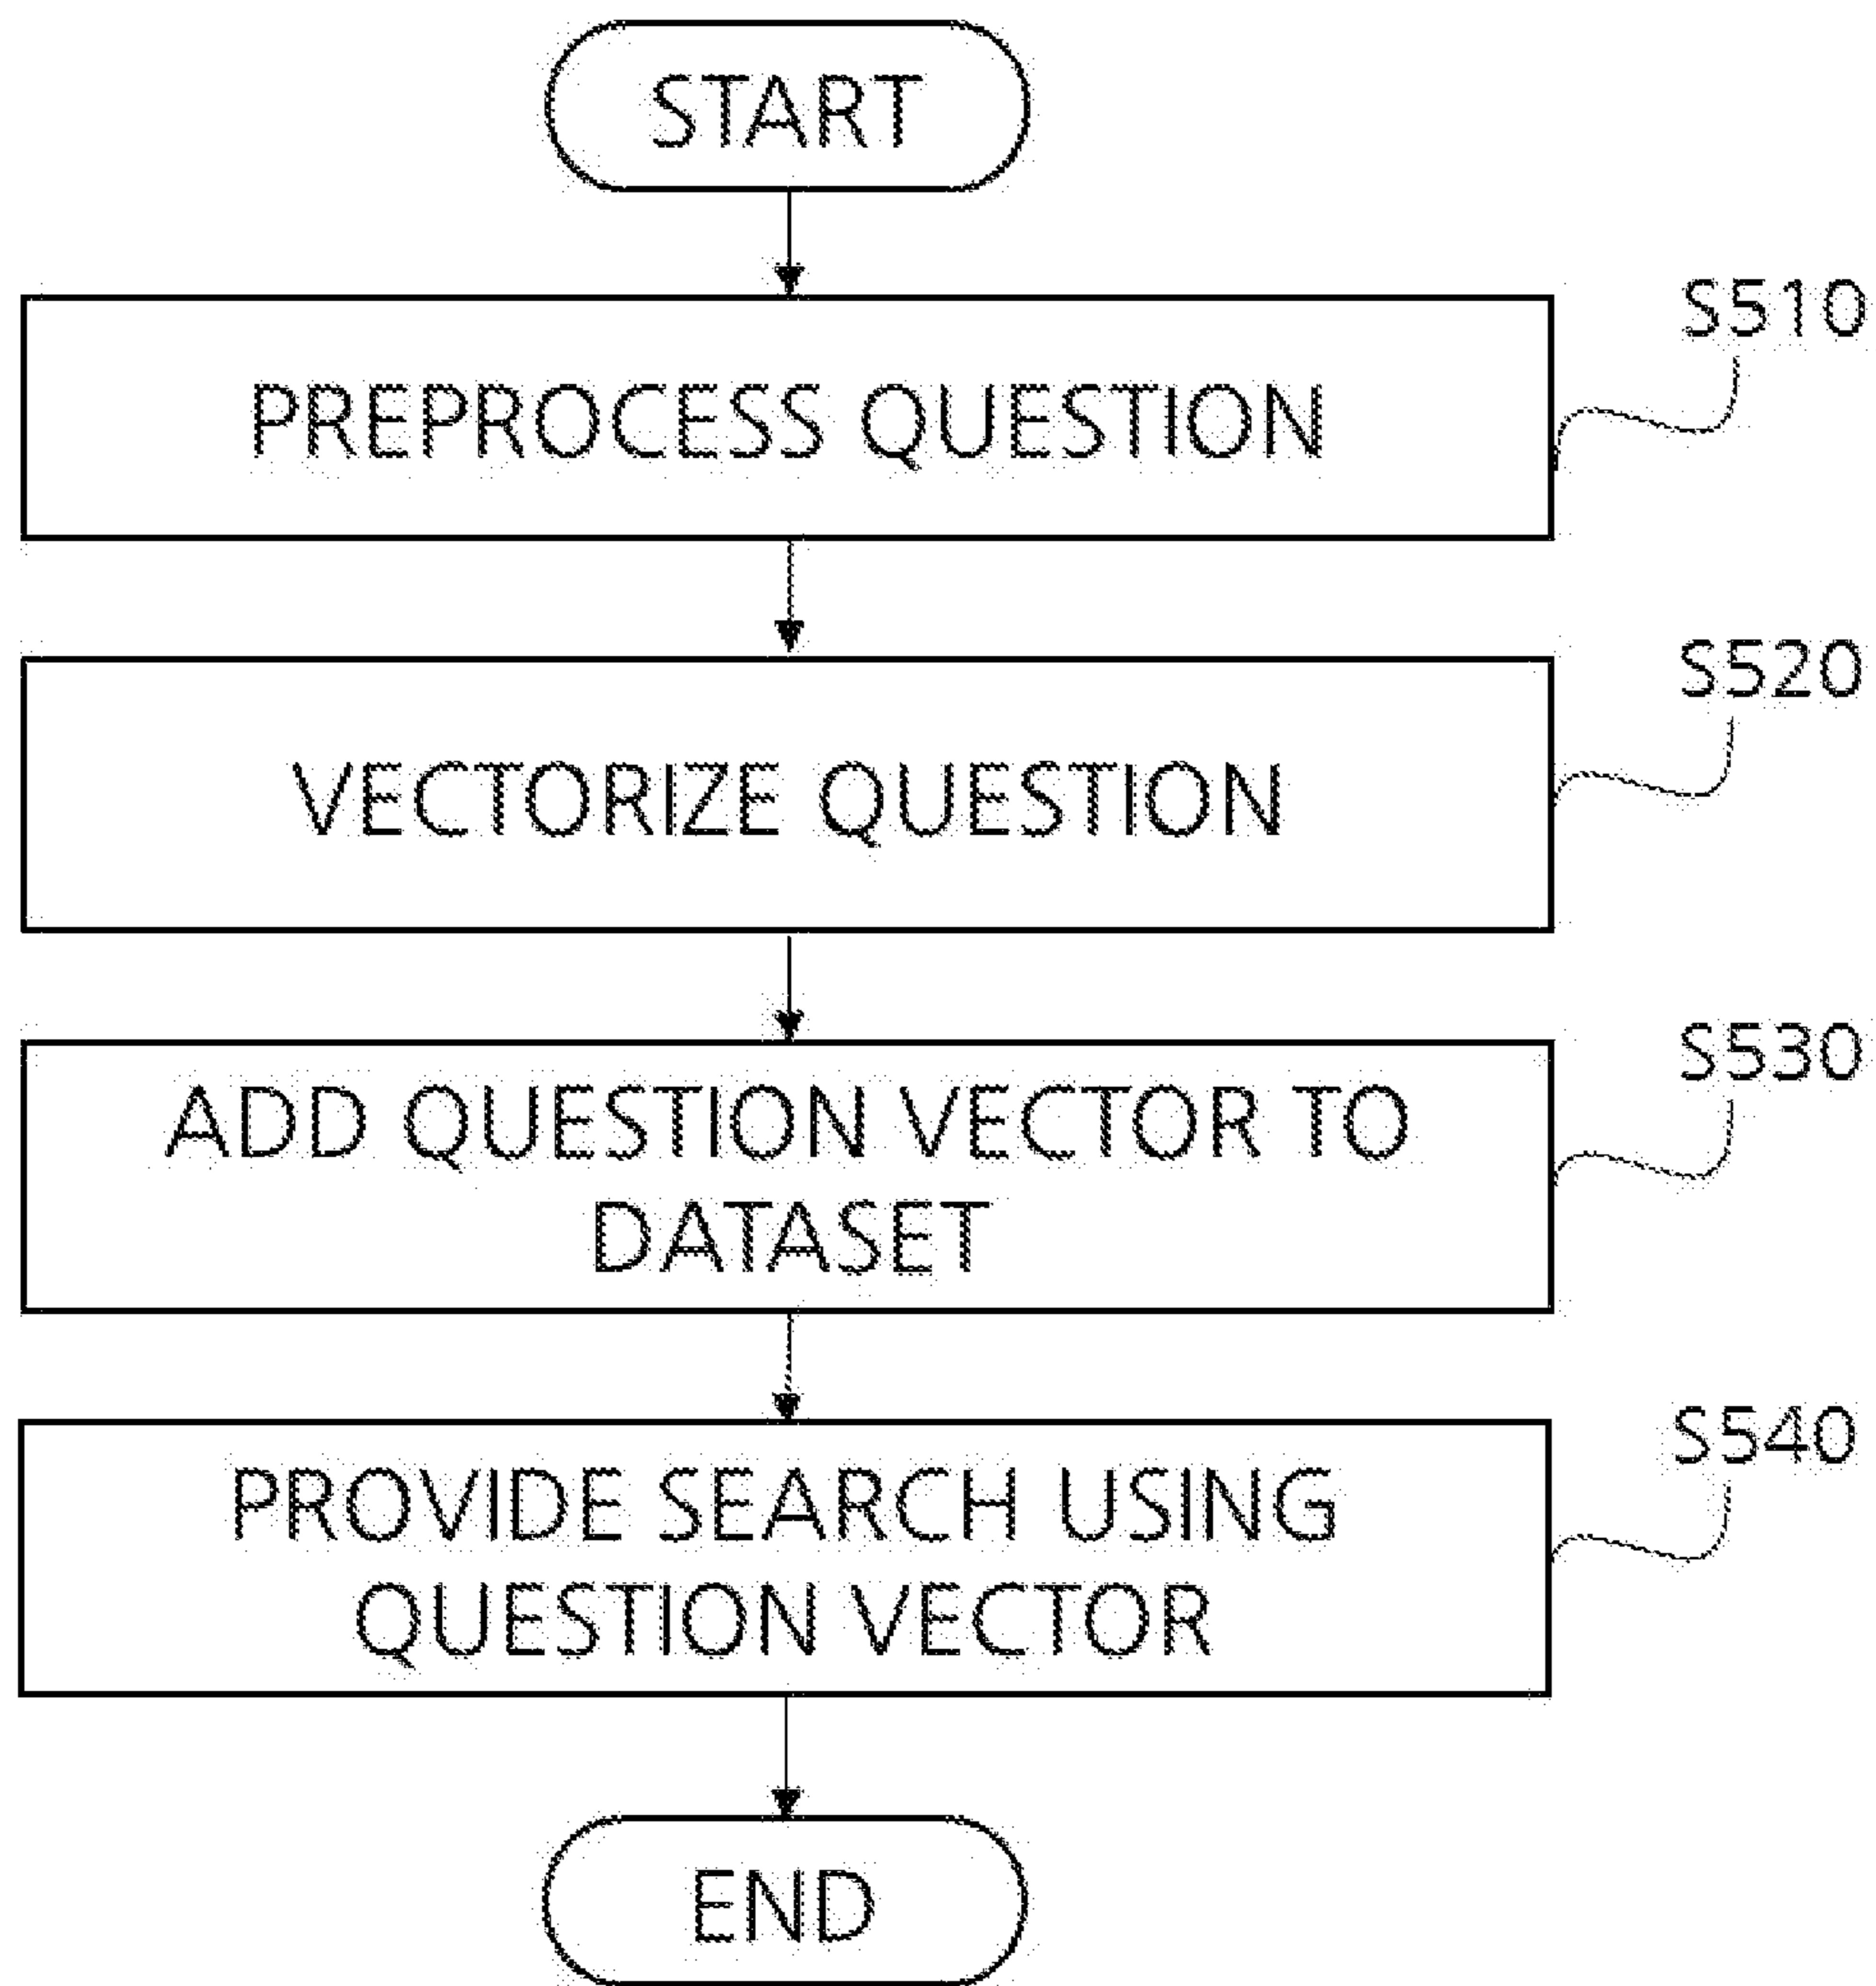 START
S510
PREPROCESS QUESTION
S520
VECTORIZE QUESTION
S530
ADD QUESTION VECTOR TO
DATASET
S540
PROVIDE SEARCH USING
QUESTION VECTOR
END